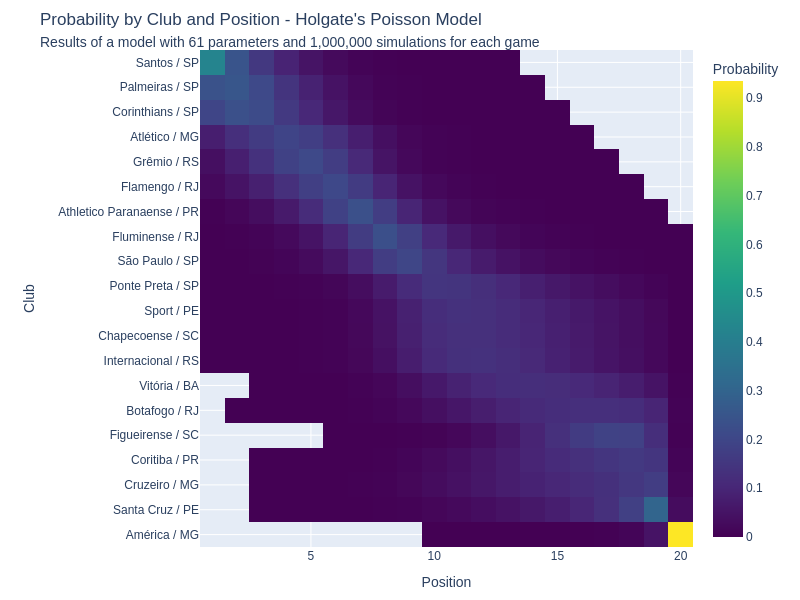 Probability by Club and Position - Holgate's Poisson Model
Results of a model with 61 parameters and 1,000,000 simulations for each game
Probability
Club
Santos / SP
Palmeiras / SP
Corinthians / SP
Atlético / MG
Grêmio / RS
Flamengo / RJ
Athletico Paranaense / PR
Fluminense / RJ
São Paulo / SP
Ponte Preta / SP
Sport / PE
Chapecoense / SC
Internacional / RS
Vitória / BA
Botafogo / RJ
Figueirense / SC
Coritiba / PR
Cruzeiro / MG
Santa Cruz / PE
América / MG
0.9
0.8
0.7
0.6
0.5
0.4
0.3
0.2
0.1
0
5 10 15 20
Position